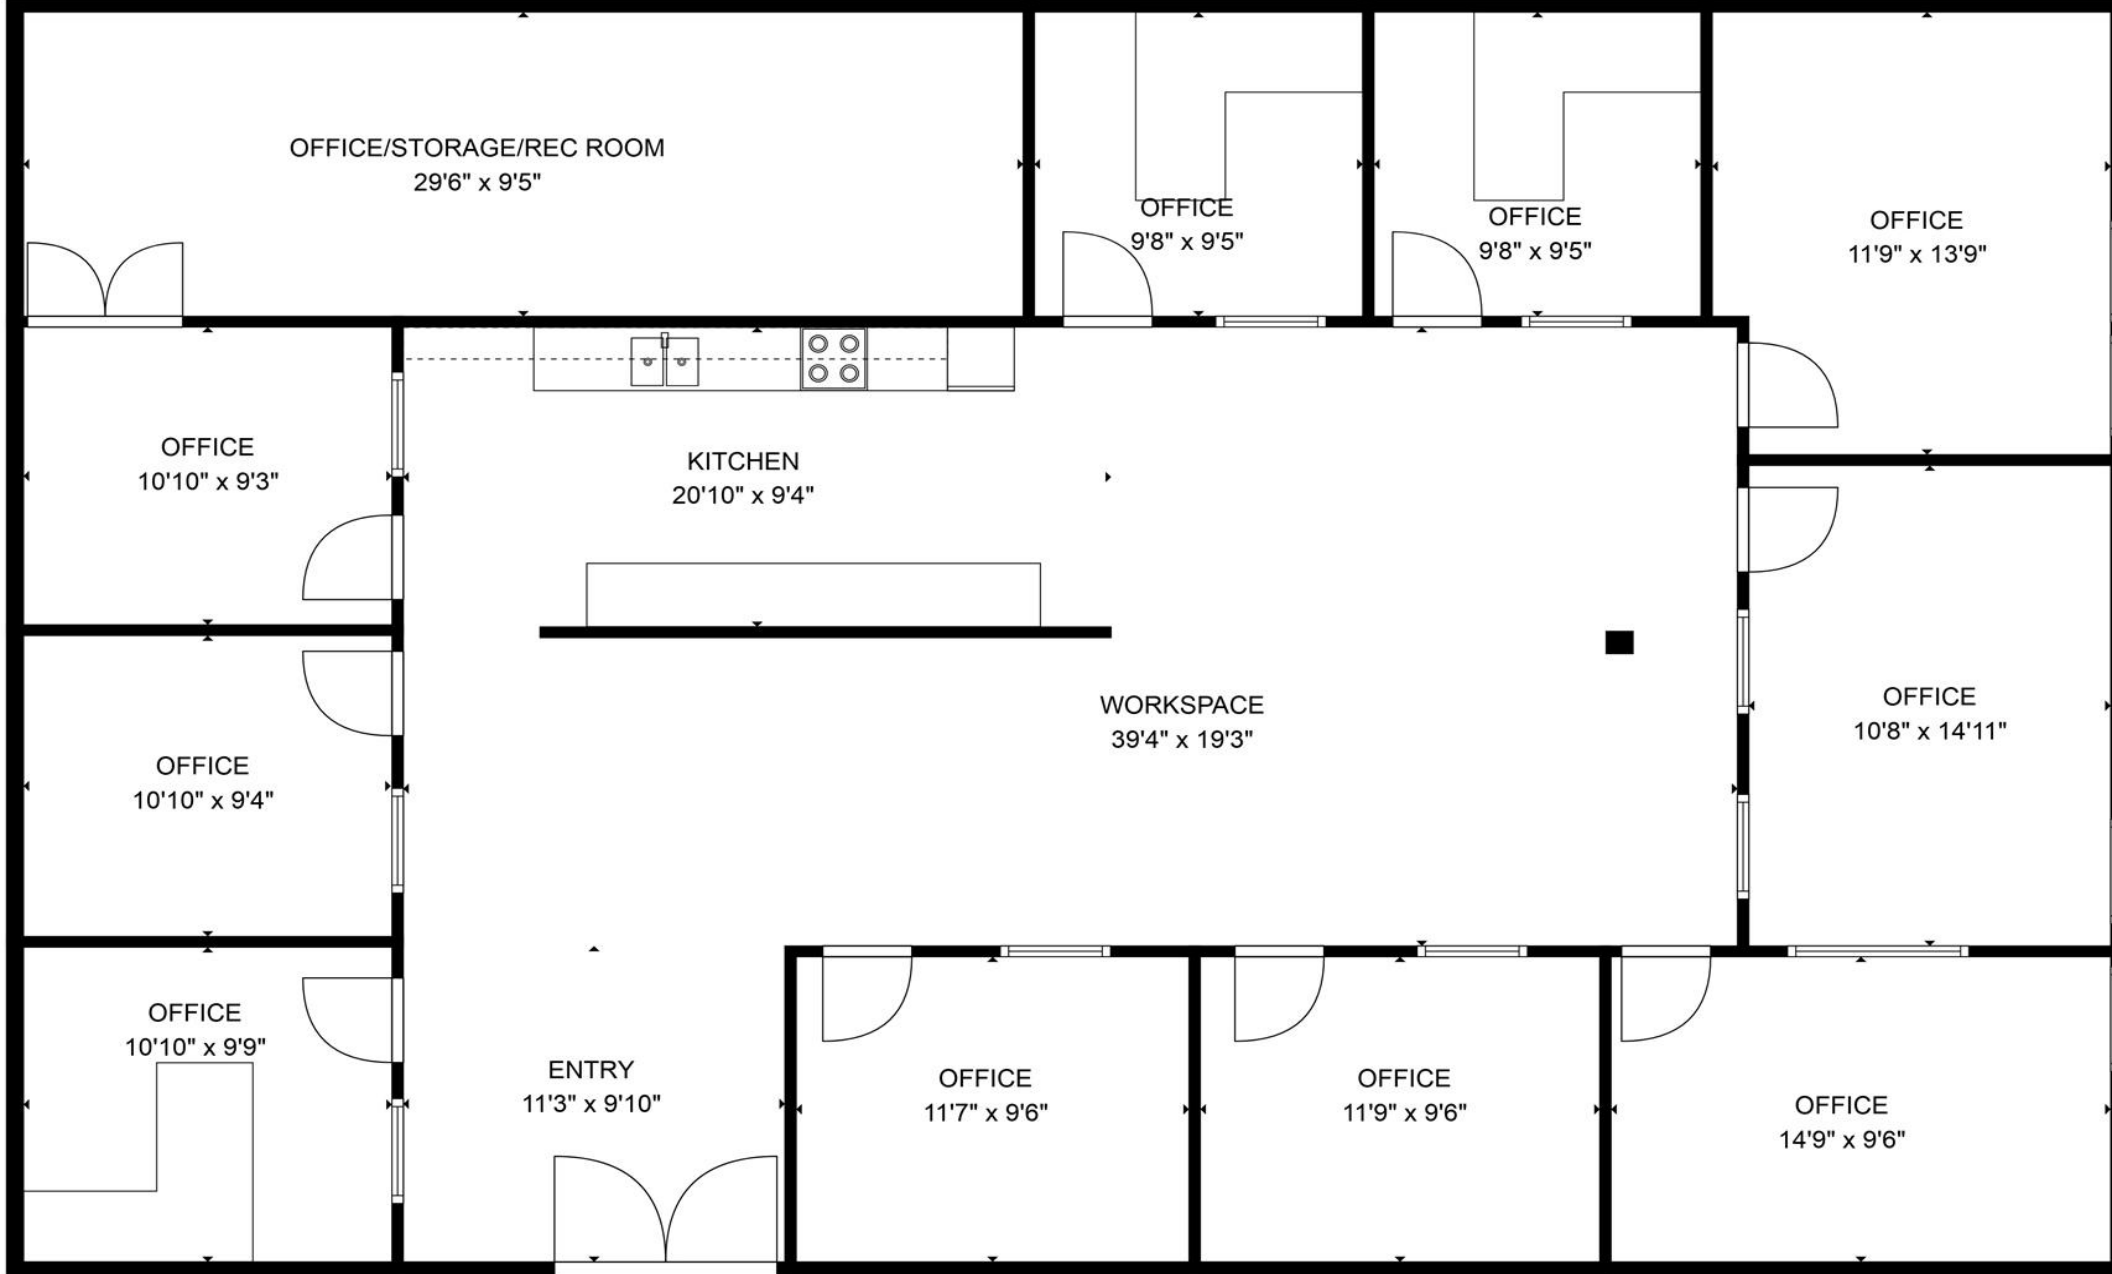 OFFICE/STORAGE/REC ROOM
29'6" x 9'5"
OFFICE
9'8" x 9'5"
OFFICE
9'8" x 9'5"
OFFICE
11'9" x 13'9"
OFFICE
10'10" x 9'3"
KITCHEN
20'10" x 9'4"
WORKSPACE
39'4" x 19'3"
OFFICE
10'8" x 14'11"
OFFICE
10'10" x 9'4"
OFFICE
10'10" x 9'9"
ENTRY
11'3" x 9'10"
OFFICE
11'7" x 9'6"
OFFICE
11'9" x 9'6"
OFFICE
14'9" x 9'6"